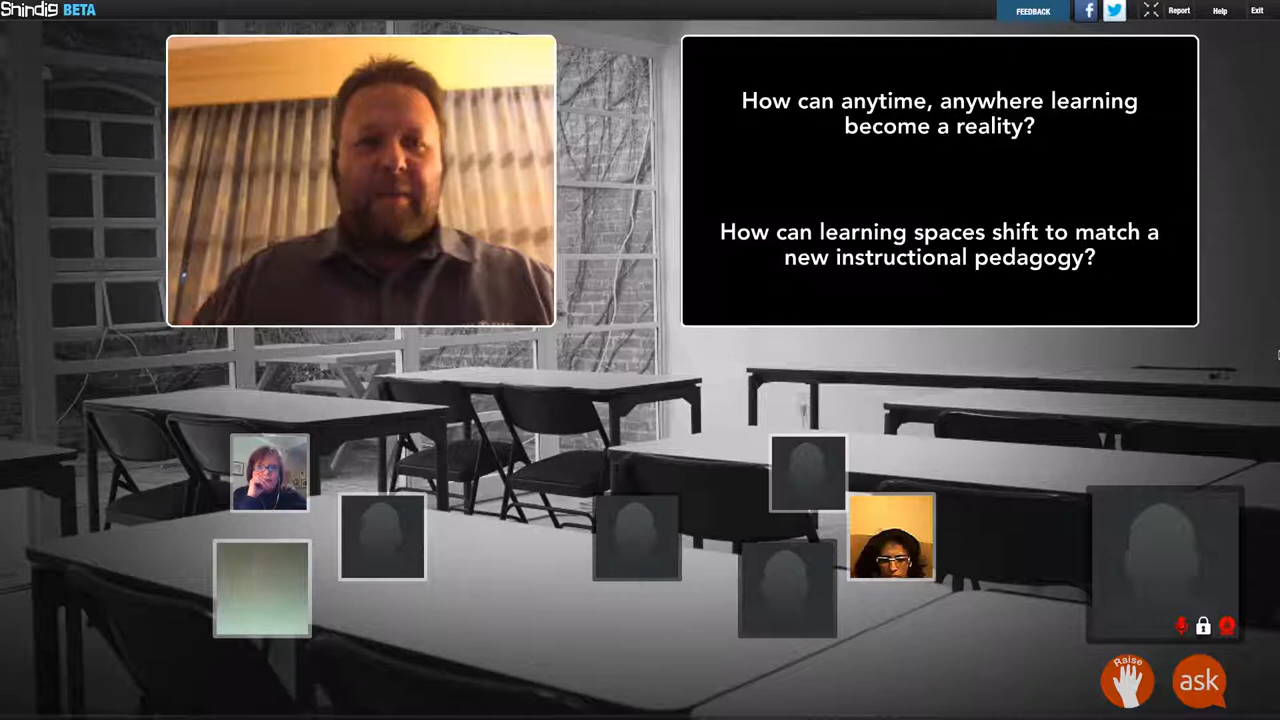 Shindig BETA
FEEDBACK
Report
Help
Exit
How can anytime, anywhere learning
become a reality?
How can learning spaces shift to match a
new instructional pedagogy?
Raise
ask